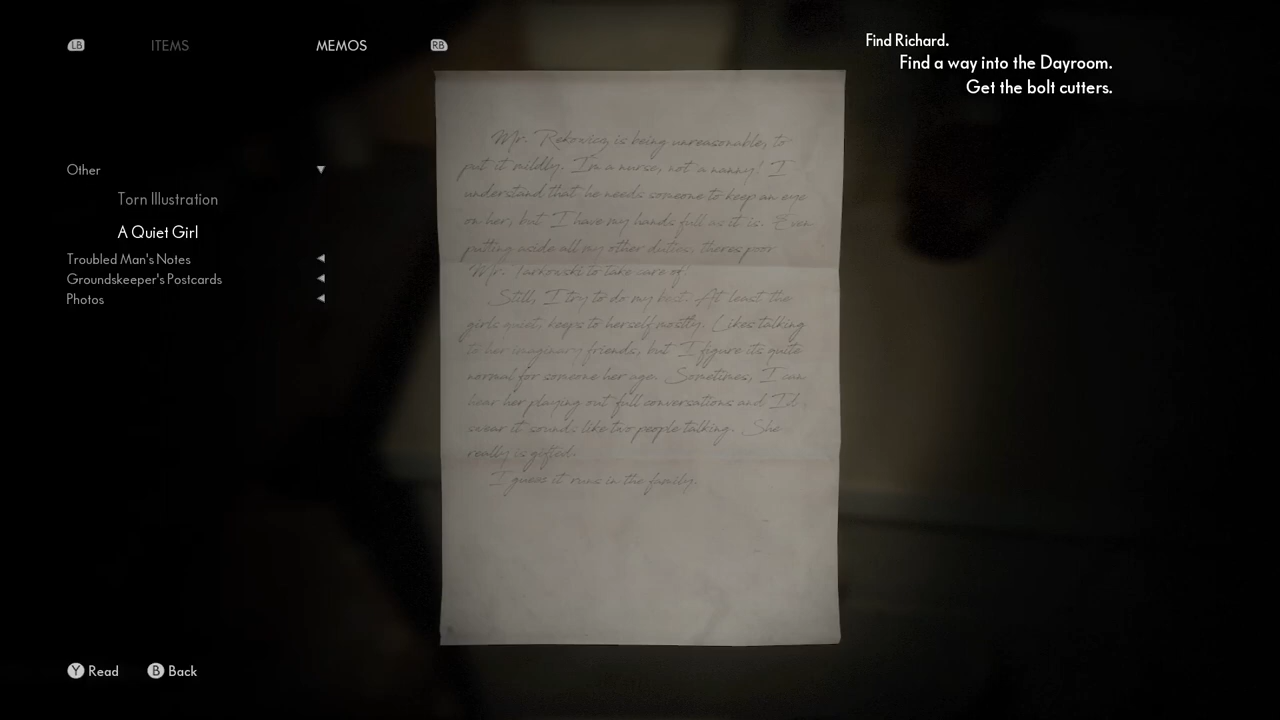 LB
ITEMS
MEMOS
RB
Find Richard.
Find a way into the Dayroom.
Get the bolt cutters.
Other
Torn Illustration
A Quiet Girl
Troubled Man's Notes
Groundskeeper's Postcards
Photos
Mr. Rekowicz is being unreasonable, to
put it mildly. I'm a nurse, not a nanny! I
understand that he needs someone to keep an eye
on her, but I have my hands full as it is. Even
putting aside all my other duties, theres poor
Mr. Tarkowski to take care of!
Still, I try to do my best. At least the
girls quiet, keeps to herself mostly. Likes talking
to her imaginary friends, but I figure its quite
normal for someone her age. Sometimes, I can
hear her playing out full conversations and I'd
swear it sounds like two people talking. She
really is gifted.
I guess it runs in the family.
Y Read
B Back